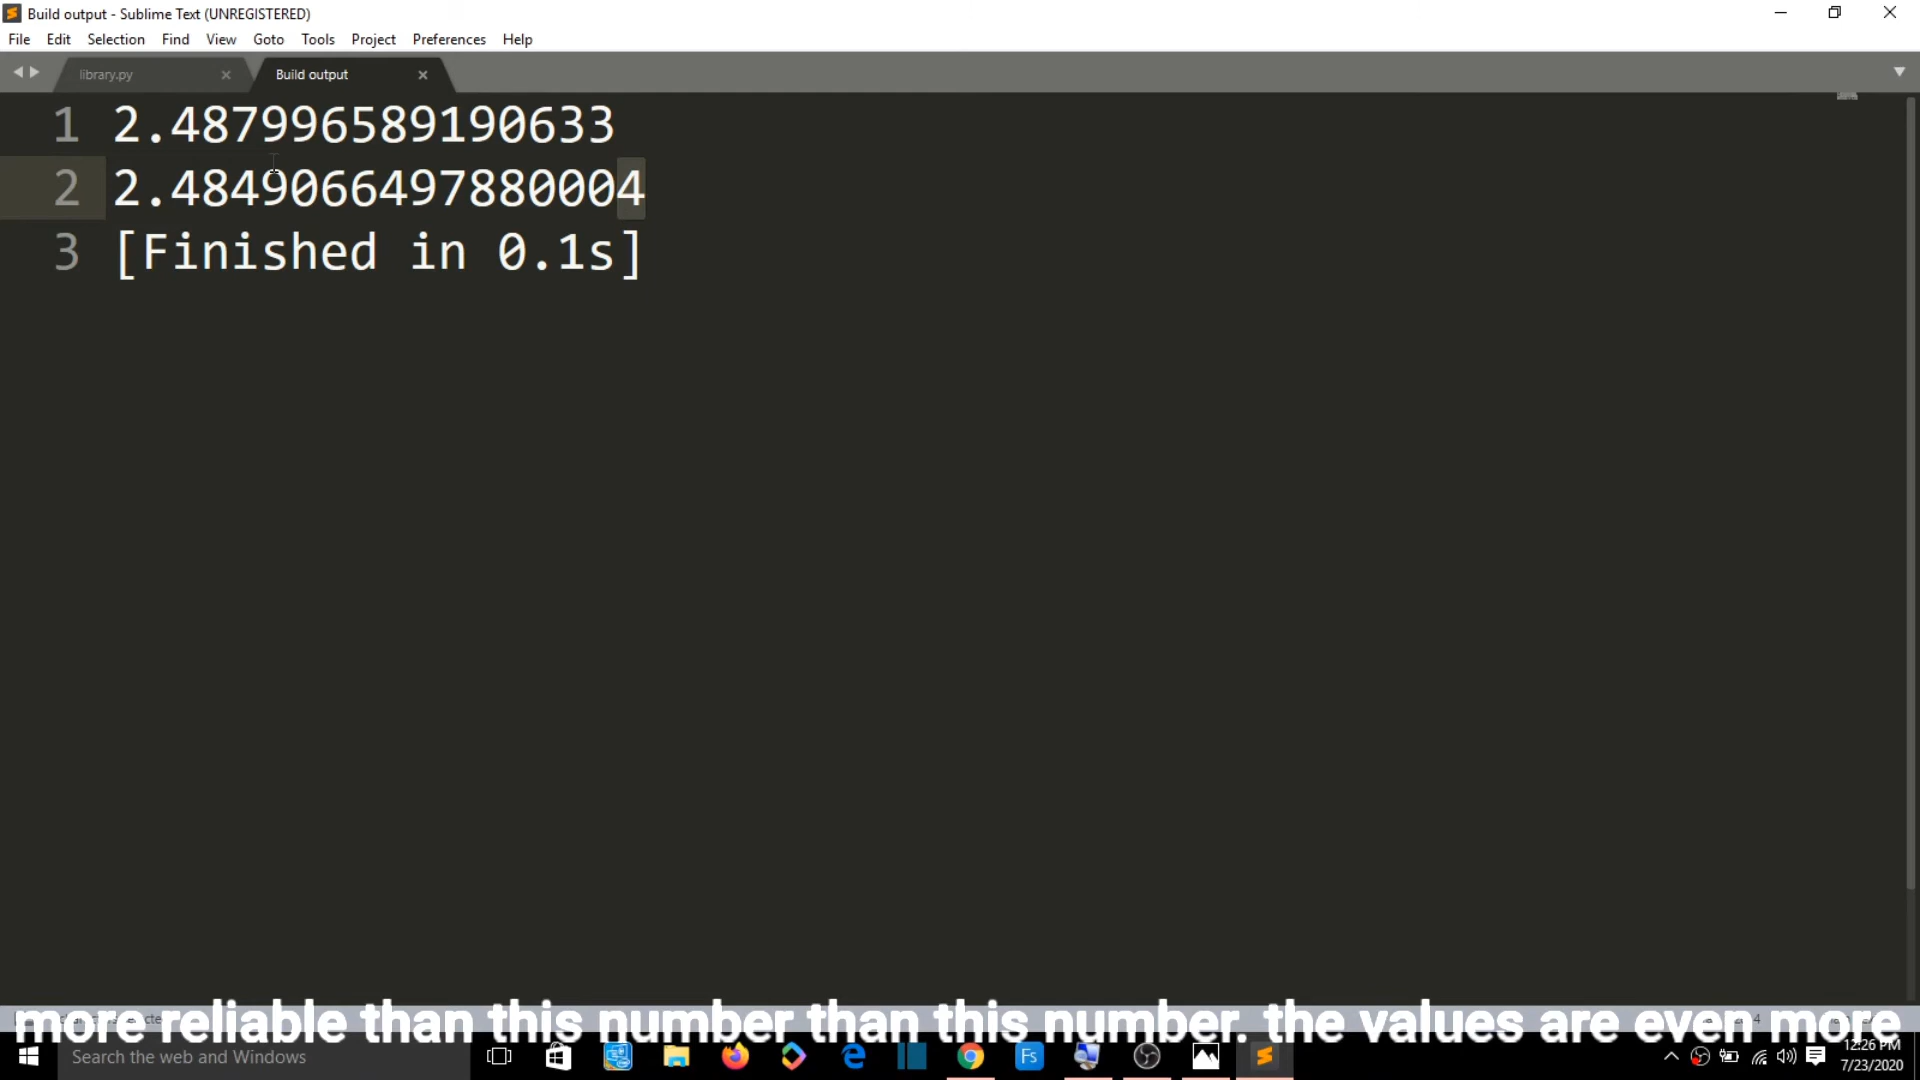 Build output - Sublime Text (UNREGISTERED)
File Edit Selection Find View Goto Tools Project Preferences Help
library.py Build output
1 2.487996589190633
2 2.4849066497880004
3 [Finished in 0.1s]
more reliable than this number than this number. the values are even more
Search the web and Windows
Fs
12:26 PM
7/23/2020